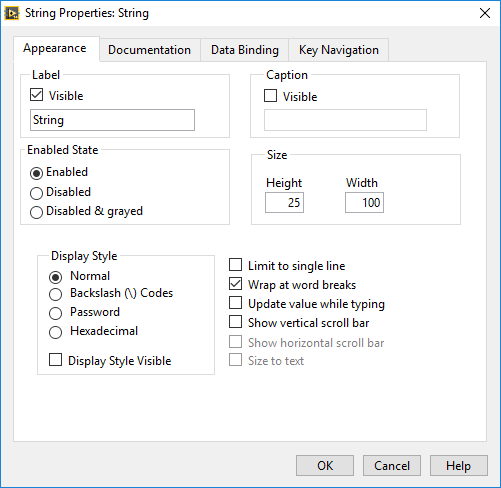 String Properties: String
Appearance Documentation Data Binding Key Navigation
Label
Visible
String
Caption
Visible
Enabled State
Enabled
Disabled
Disabled & grayed
Size
Height Width
25 100
Display Style
Normal
Backslash (\) Codes
Password
Hexadecimal
Display Style Visible
Limit to single line
Wrap at word breaks
Update value while typing
Show vertical scroll bar
Show horizontal scroll bar
Size to text
OK Cancel Help